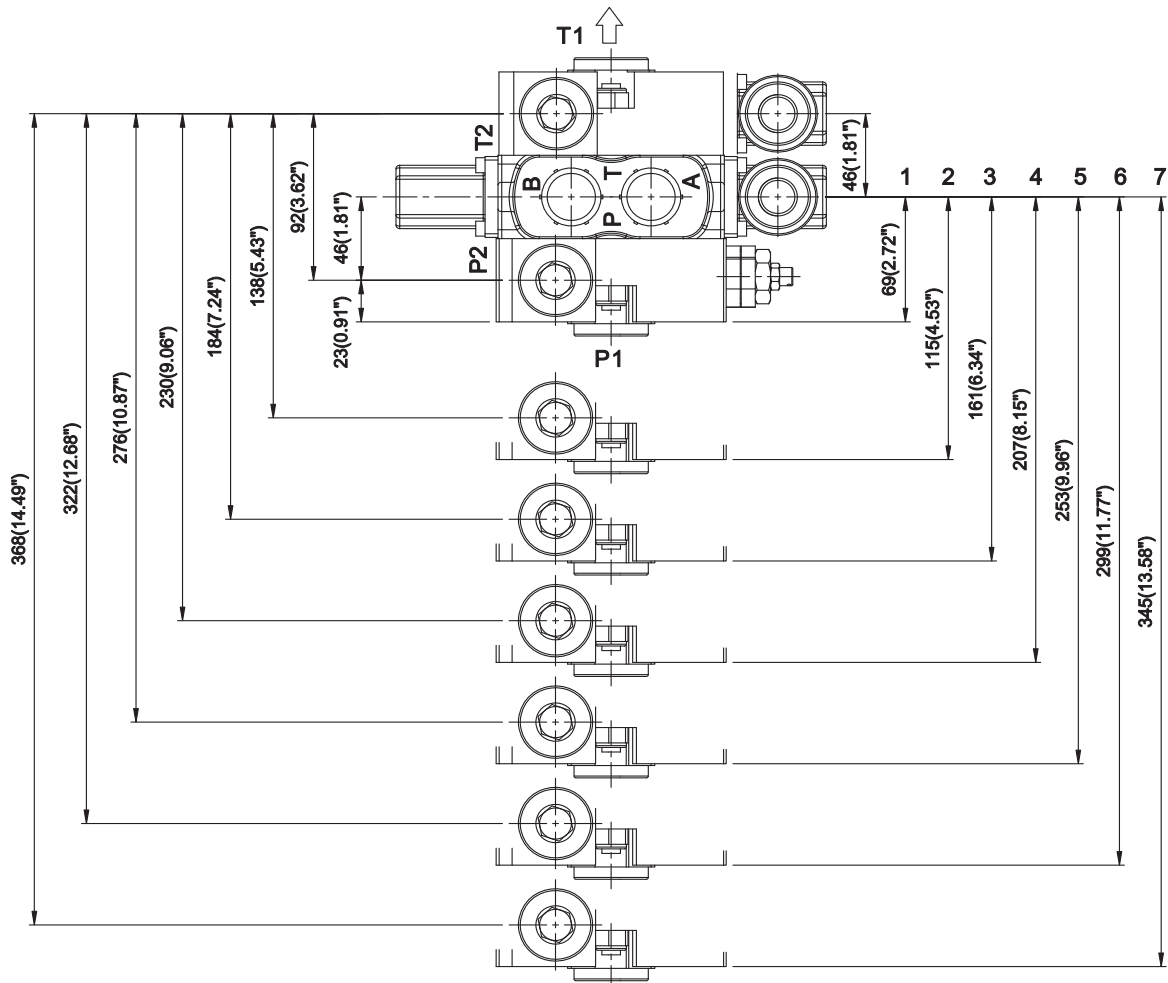 T1
T2
B
T
A
P
P2
P1
46(1.81")
1 2 3 4 5 6 7
92(3.62")
46(1.81")
23(0.91")
138(5.43")
184(7.24")
230(9.06")
276(10.87")
322(12.68")
368(14.49")
69(2.72")
115(4.53")
161(6.34")
207(8.15")
253(9.96")
299(11.77")
345(13.58")